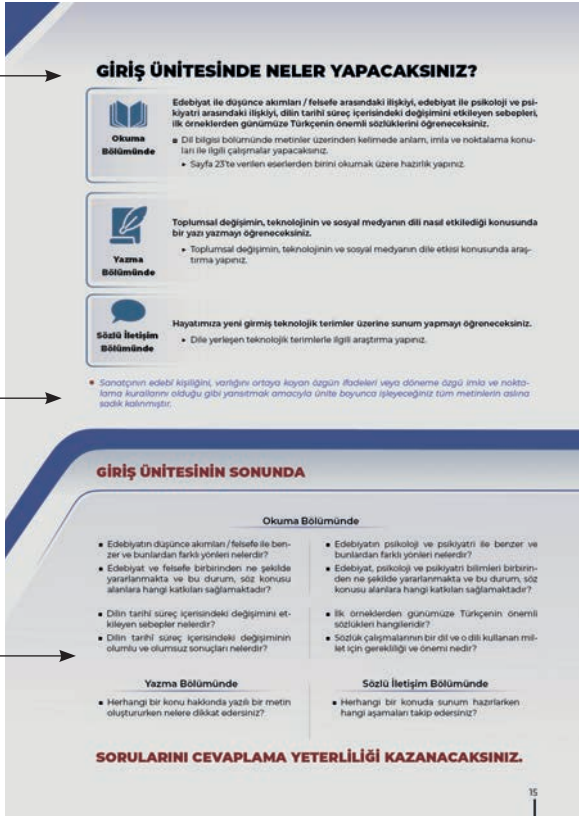 GİRİŞ ÜNİTESİNDE NELER YAPACAKSINIZ?
Okuma
Bölümünde
Edebiyat ile düşünce akımları / felsefe arasındaki ilişkiyi, edebiyat ile psikoloji ve psi-
kiyatri arasındaki ilişkiyi, dilin tarihî süreç içerisindeki değişimini etkileyen sebepleri,
ilk örneklerden günümüze Türkçenin önemli sözlüklerini öğreneceksiniz.
■ Dil bilgisi bölümünde metinler üzerinden kelimede anlam, imla ve noktalama konu-
ları ile ilgili çalışmalar yapacaksınız.
• Sayfa 23'te verilen eserlerden birini okumak üzere hazırlık yapınız.
Yazma
Bölümünde
Toplumsal değişimin, teknolojinin ve sosyal medyanın dili nasıl etkilediği konusunda
bir yazı yazmayı öğreneceksiniz.
• Toplumsal değişimin, teknolojinin ve sosyal medyanın dile etkisi konusunda araş-
tırma yapınız.
Sözlü İletişim
Bölümünde
Hayatımıza yeni girmiş teknolojik terimler üzerine sunum yapmayı öğreneceksiniz.
• Dile yerleşen teknolojik terimlerle ilgili araştırma yapınız.
• Sanatçının edebî kişiliğini, varlığını ortaya koyan özgün ifadeleri veya döneme özgü imla ve nokta-
lama kurallarını olduğu gibi yansıtmak amacıyla ünite boyunca işleyeceğiniz tüm metinlerin aslına
sadık kalınmıştır.
GİRİŞ ÜNİTESİNİN SONUNDA
Okuma Bölümünde
■ Edebiyatın düşünce akımları / felsefe ile ben-
zer ve bunlardan farklı yönleri nelerdir?
■ Edebiyat ve felsefe birbirinden ne şekilde
yararlanmakta ve bu durum, söz konusu
alanlara hangi katkıları sağlamaktadır?
■ Dilin tarihî süreç içerisindeki değişimini et-
kileyen sebepler nelerdir?
■ Dilin tarihî süreç içerisindeki değişiminin
olumlu ve olumsuz sonuçları nelerdir?
■ Edebiyatın psikoloji ve psikiyatri ile benzer ve
bunlardan farklı yönleri nelerdir?
■ Edebiyat, psikoloji ve psikiyatri bilimleri birbirin-
den ne şekilde yararlanmakta ve bu durum, söz
konusu alanlara hangi katkıları sağlamaktadır?
■ İlk örneklerden günümüze Türkçenin önemli
sözlükleri hangileridir?
■ Sözlük çalışmalarının bir dil ve o dili kullanan mil-
let için gerekliliği ve önemi nedir?
Yazma Bölümünde
■ Herhangi bir konu hakkında yazılı bir metin
oluştururken nelere dikkat edersiniz?
Sözlü İletişim Bölümünde
■ Herhangi bir konuda sunum hazırlarken
hangi aşamaları takip edersiniz?
SORULARINI CEVAPLAMA YETERLİLİĞİ KAZANACAKSINIZ.
15